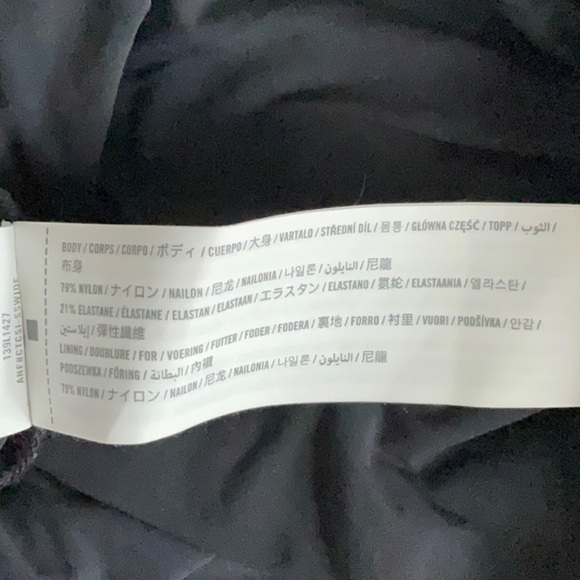 BODY / CORPS / CORPO / ボディ / CUERPO / 大身 / VARTALO / STŘEDNÍ DÍL / 몸통 / GŁÓWNA CZĘŚĆ / TOPP / الثوب /
布身
79% NYLON / ナイロン / NAILON / 尼龙 / NAILONIA / 나일론 / النايلون / 尼龍
21% ELASTANE / ÉLASTANE / ELASTAN / ELASTAAN / エラスタン / ELASTANO / 氨纶 / ELASTAANIA / 엘라스탄 /
إيلاستين / 彈性纖維
LINING / DOUBLURE / FOR / VOERING / FUTTER / FODER / FODERA / 裏地 / FORRO / 衬里 / VUORI / PODŠÍVKA / 안감 /
PODSZEWKA / FÔRING / البطانة / 內襯
79% NYLON / ナイロン / NAILON / 尼龙 / NAILONIA / 나일론 / النايلون / 尼龍
139L1427